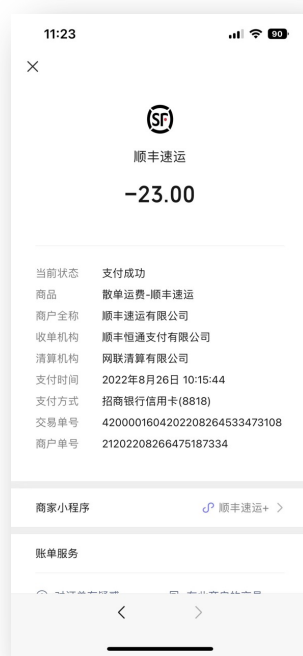 11:23
90
SF
顺丰速运
-23.00
当前状态 支付成功
商品 散单运费-顺丰速运
商户全称 顺丰速运有限公司
收单机构 顺丰恒通支付有限公司
清算机构 网联清算有限公司
支付时间 2022年8月26日 10:15:44
支付方式 招商银行信用卡(8818)
交易单号 4200001604202208264533473108
商户单号 21202208266475187334
商家小程序 顺丰速运+
账单服务